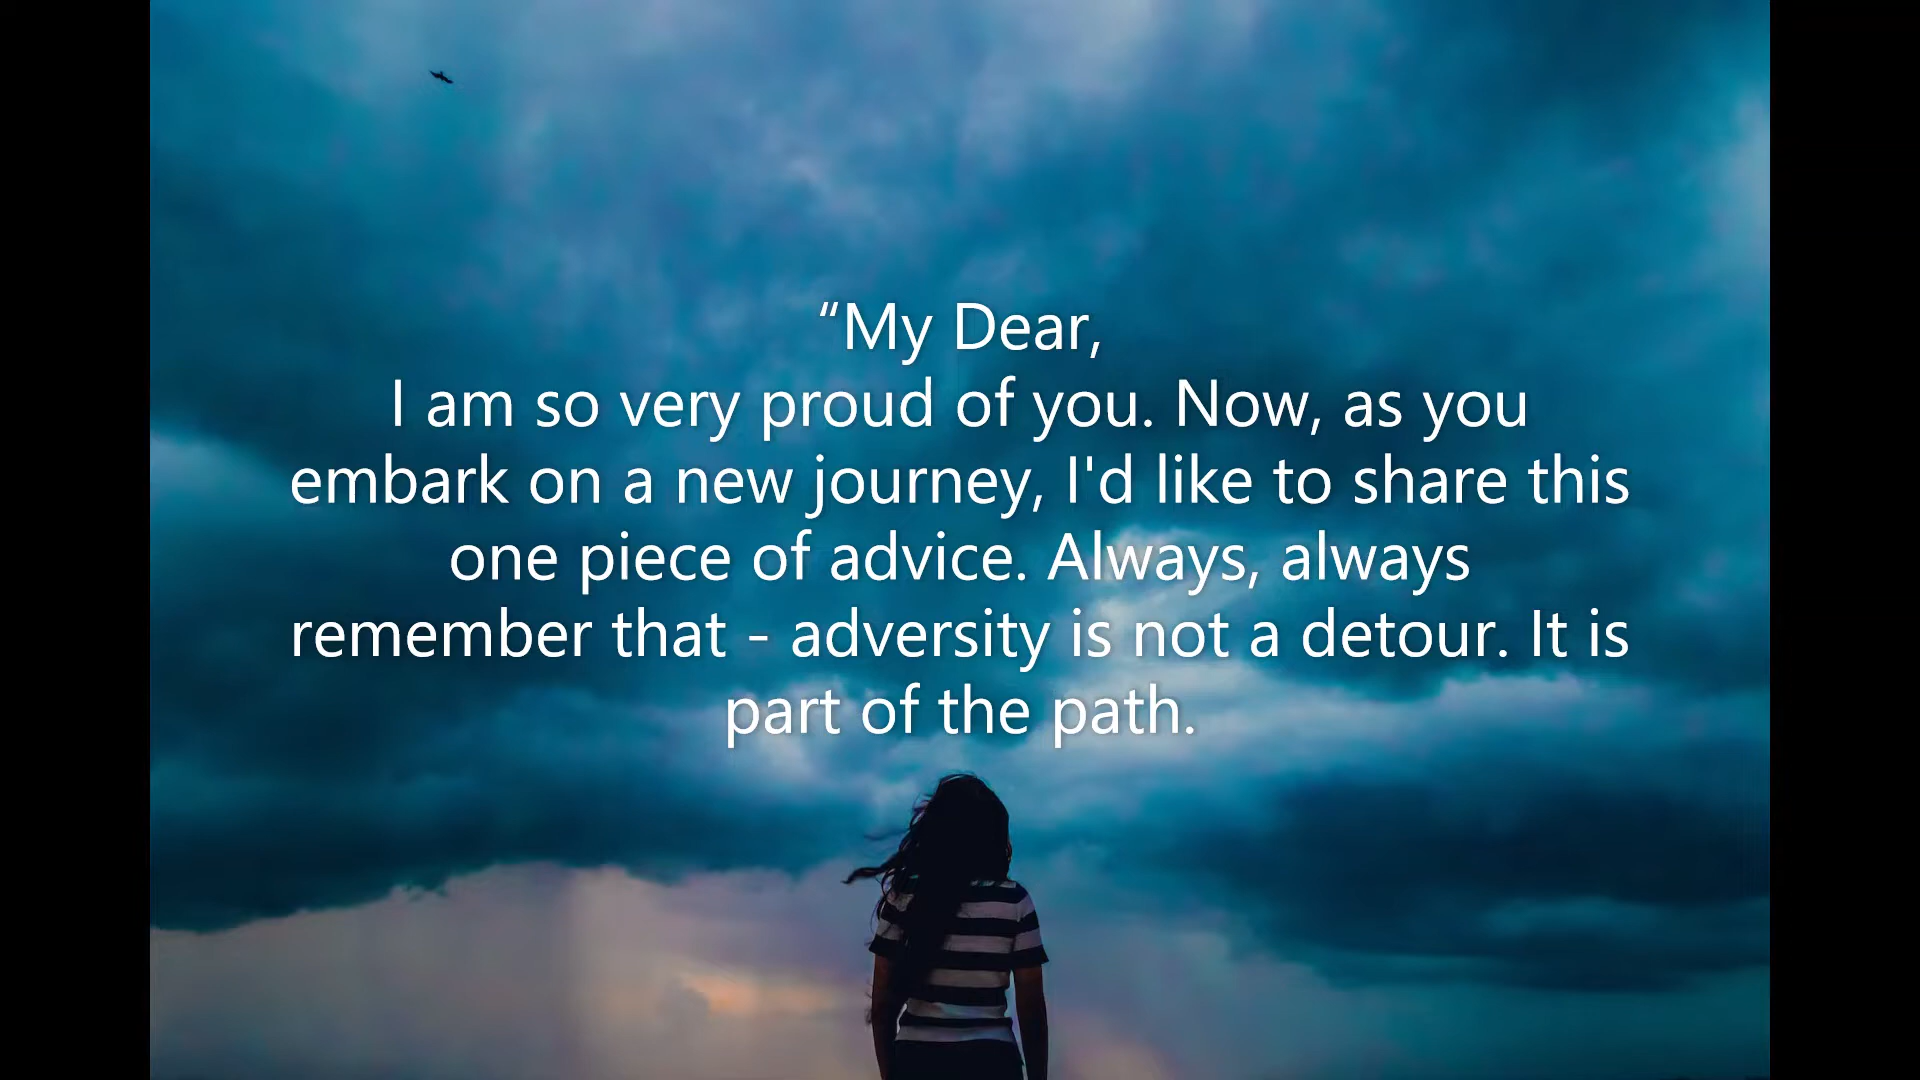 “My Dear,
I am so very proud of you. Now, as you
embark on a new journey, I'd like to share this
one piece of advice. Always, always
remember that - adversity is not a detour. It is
part of the path.